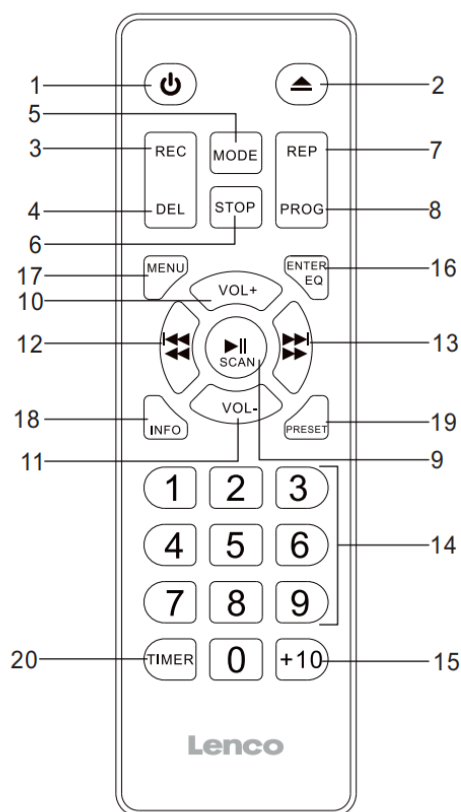 1
2
5
3
REC
MODE
REP
7
4
DEL
STOP
PROG
8
6
17
MENU
ENTER
EQ
16
10
VOL+
12
SCAN
13
18
INFO
VOL-
PRESET
19
11
9
1 2 3
4 5 6
14
7 8 9
20
TIMER
0
+10
15
Lenco